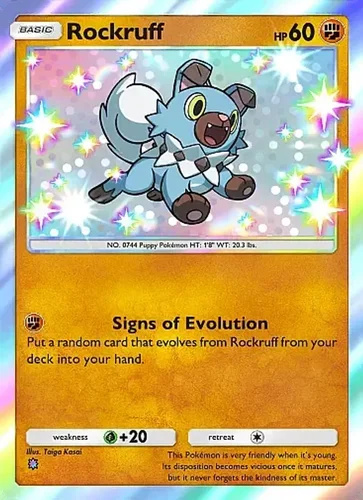 BASIC Rockruff HP 60
NO. 0744 Puppy Pokémon HT: 1'8" WT: 20.3 lbs.
Signs of Evolution
Put a random card that evolves from Rockruff from your
deck into your hand.
weakness +20 retreat
Illus. Taiga Kasai
This Pokémon is very friendly when it's young.
Its disposition becomes vicious once it matures,
but it never forgets the kindness of its master.